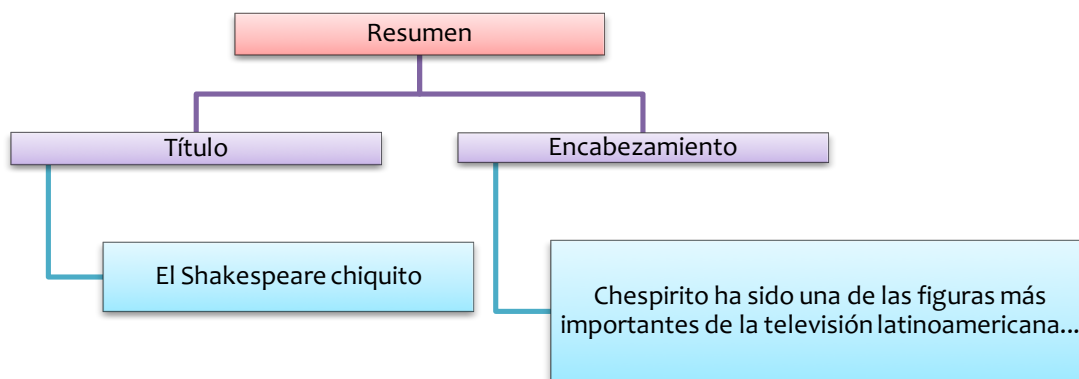 Resumen
Título
Encabezamiento
El Shakespeare chiquito
Chespirito ha sido una de las figuras más
importantes de la televisión latinoamericana...